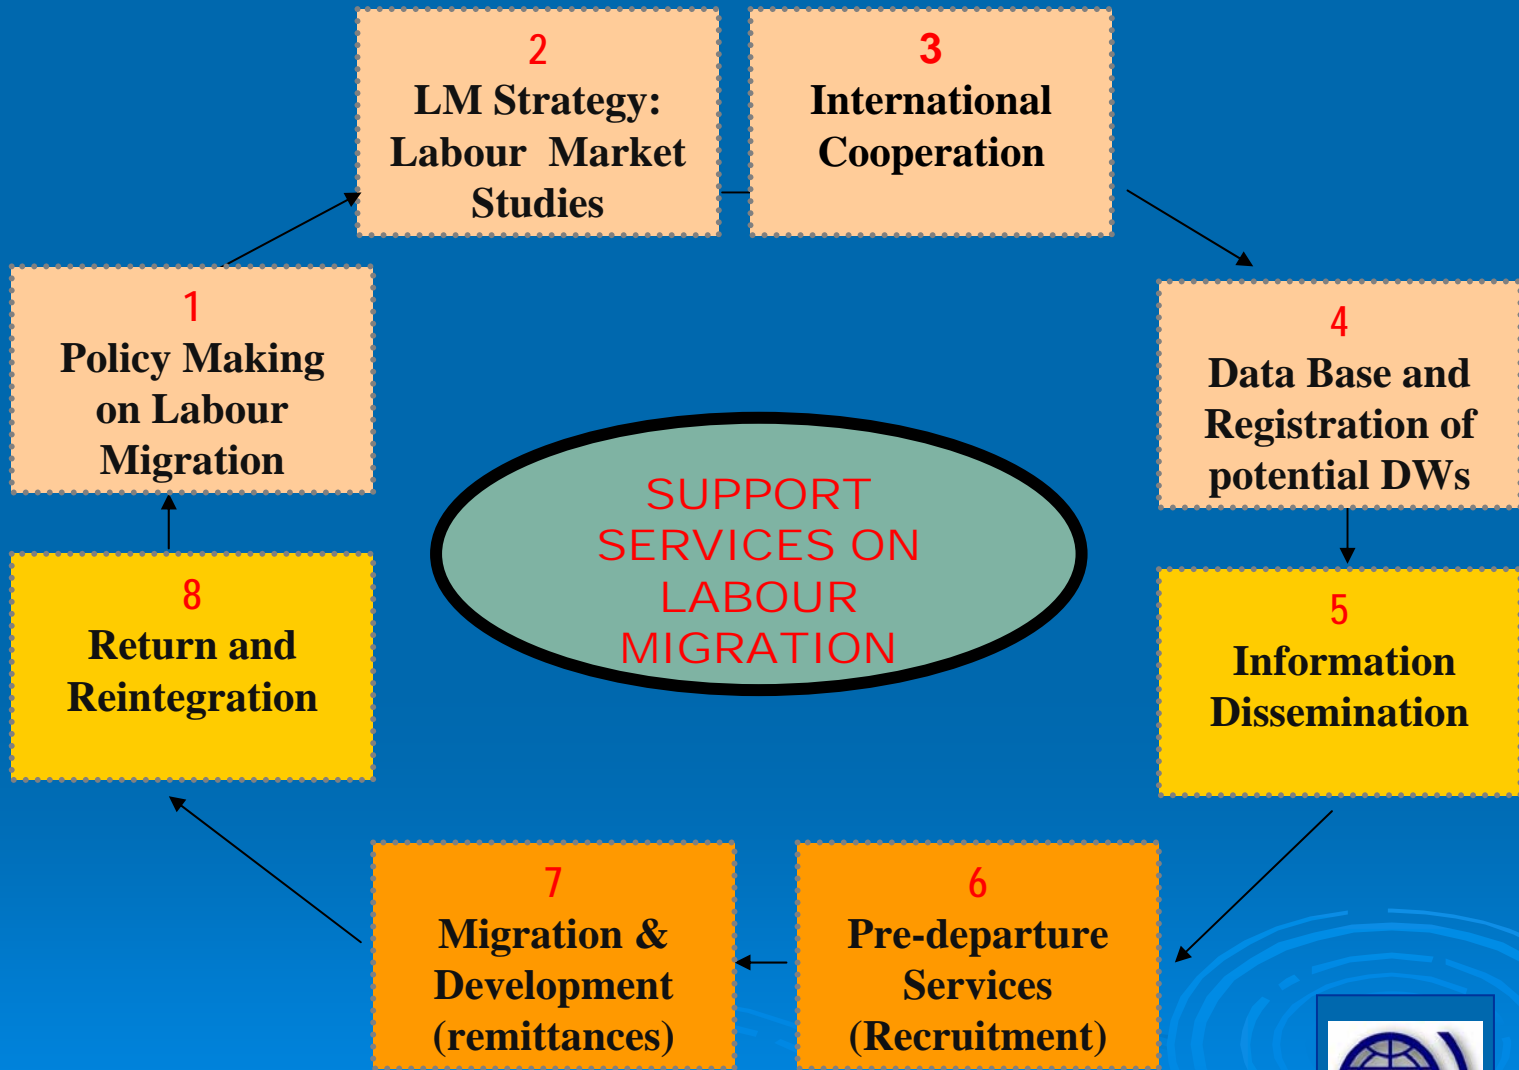 2
LM Strategy:
Labour Market
Studies
3
International
Cooperation
1
Policy Making
on Labour
Migration
4
Data Base and
Registration of
potential DWs
SUPPORT
SERVICES ON
LABOUR
MIGRATION
8
Return and
Reintegration
5
Information
Dissemination
7
Migration &
Development
(remittances)
6
Pre-departure
Services
(Recruitment)